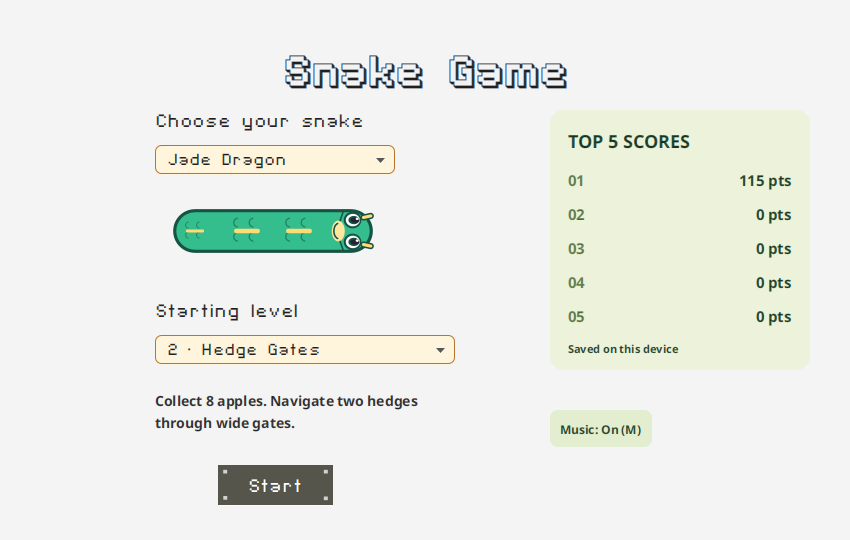 Snake Game
Choose your snake
Jade Dragon
Starting level
2 · Hedge Gates
Collect 8 apples. Navigate two hedges
through wide gates.
Start
TOP 5 SCORES
01 115 pts
02 0 pts
03 0 pts
04 0 pts
05 0 pts
Saved on this device
Music: On (M)